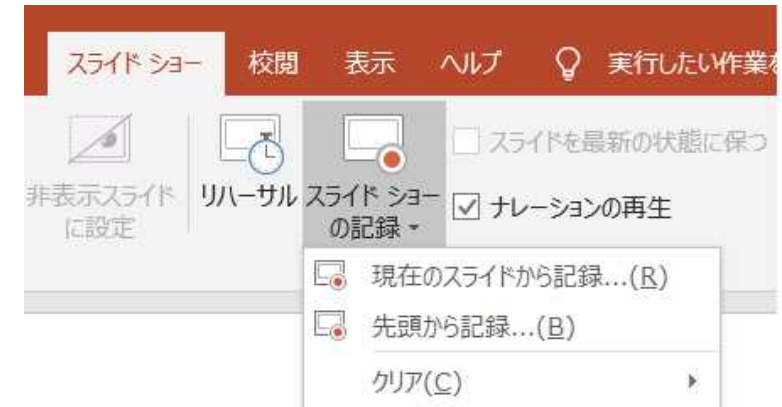 スライド ショー 校閲 表示 ヘルプ 実行したい作業を
スライドを最新の状態に保つ
非表示スライド
に設定
リハーサル
スライド ショー
の記録
ナレーションの再生
現在のスライドから記録...(R)
先頭から記録...(B)
クリア(C)